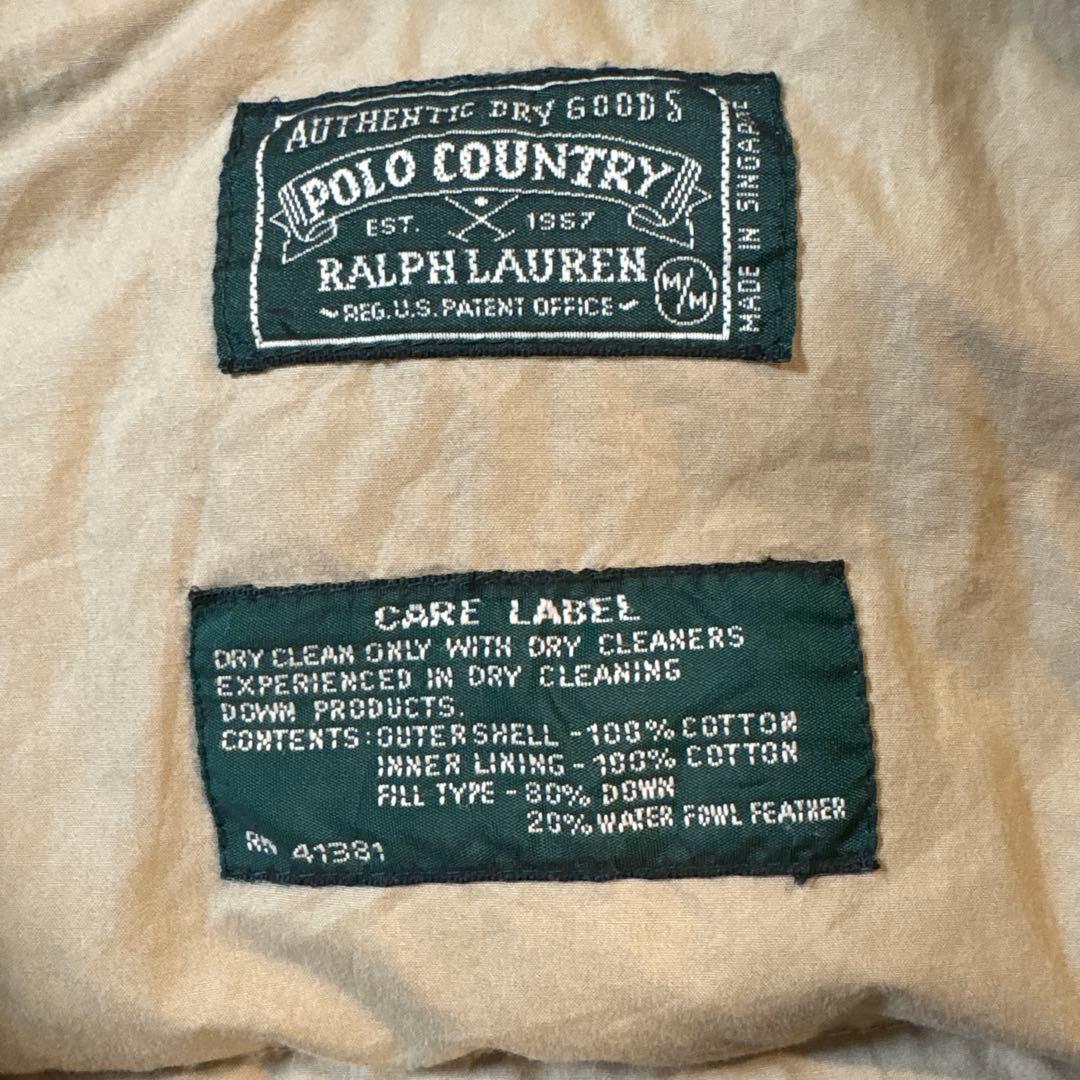 AUTHENTIC DRY GOODS
POLO COUNTRY
EST. 1967
RALPH LAUREN
REG. U.S. PATENT OFFICE
M/M
MADE IN
CARE LABEL
DRY CLEAN ONLY WITH DRY CLEANERS
EXPERIENCED IN DRY CLEANING
DOWN PRODUCTS.
CONTENTS: OUTER SHELL - 100% COTTON
INNER LINING - 100% COTTON
FILL TYPE - 80% DOWN
20% WATER FOWL FEATHER
RN 41381